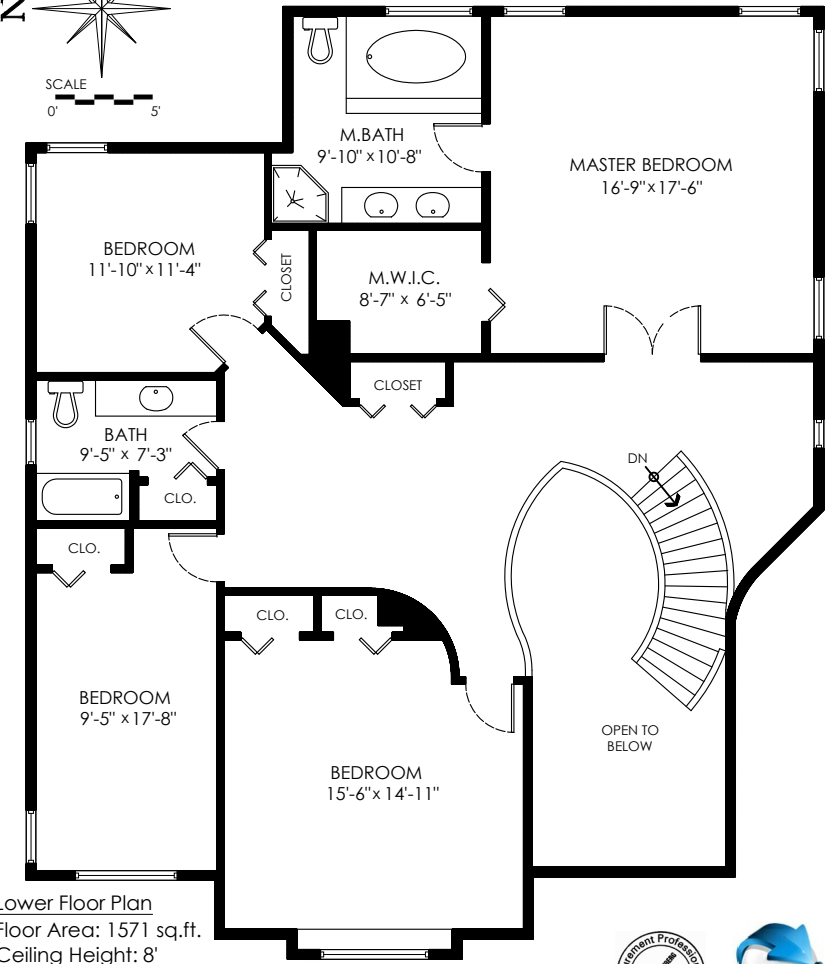 N
SCALE
0' 5'
M.BATH
9'-10" x 10'-8"
MASTER BEDROOM
16'-9" x 17'-6"
BEDROOM
11'-10" x 11'-4"
CLOSET
M.W.I.C.
8'-7" x 6'-5"
CLOSET
BATH
9'-5" x 7'-3"
CLO.
DN
CLO.
CLO.
CLO.
BEDROOM
9'-5" x 17'-8"
OPEN TO
BELOW
BEDROOM
15'-6" x 14'-11"
Lower Floor Plan
Floor Area: 1571 sq.ft.
Ceiling Height: 8'